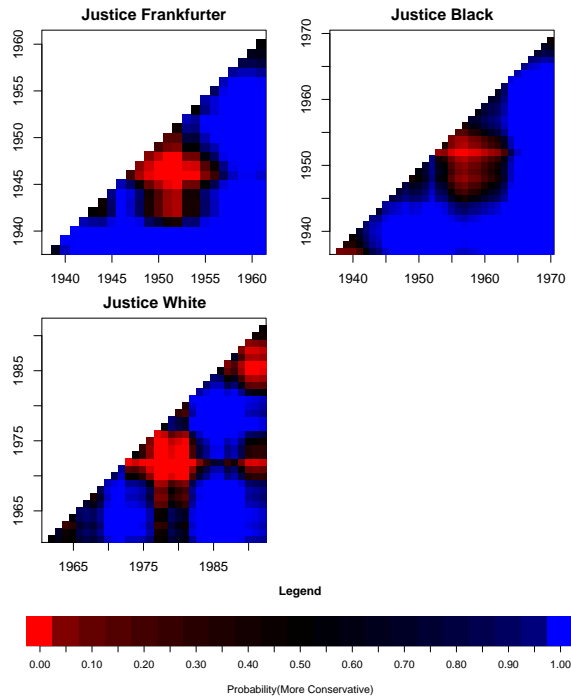 Justice Frankfurter
1960
1955
1950
1945
1940
1940 1945 1950 1955 1960
Justice Black
1970
1960
1950
1940
1940 1950 1960 1970
Justice White
1985
1975
1965
1965 1975 1985
Legend
0.00 0.10 0.20 0.30 0.40 0.50 0.60 0.70 0.80 0.90 1.00
Probability(More Conservative)